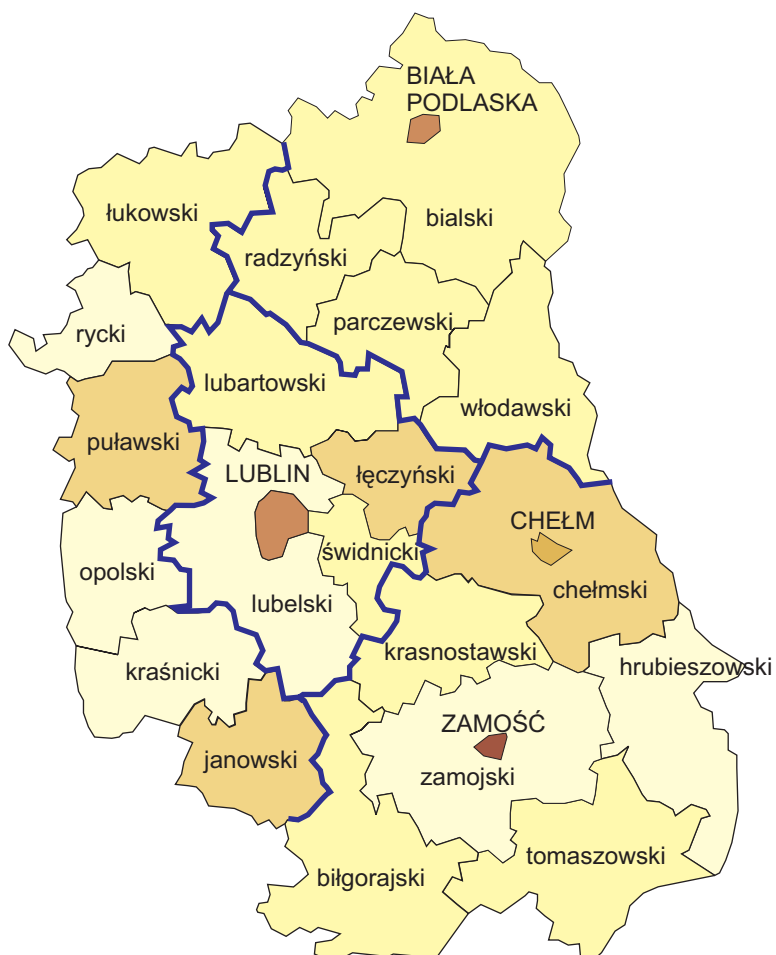 BIAŁA
PODLASKA
łukowski
bialski
radzyński
rycki
parczewski
lubartowski
włodawski
puławski
LUBLIN
łęczyński
CHEŁM
świdnicki
opolski
chełmski
lubelski
krasnostawski
kraśnicki
hrubieszowski
ZAMOŚĆ
janowski
zamojski
tomaszowski
biłgorajski